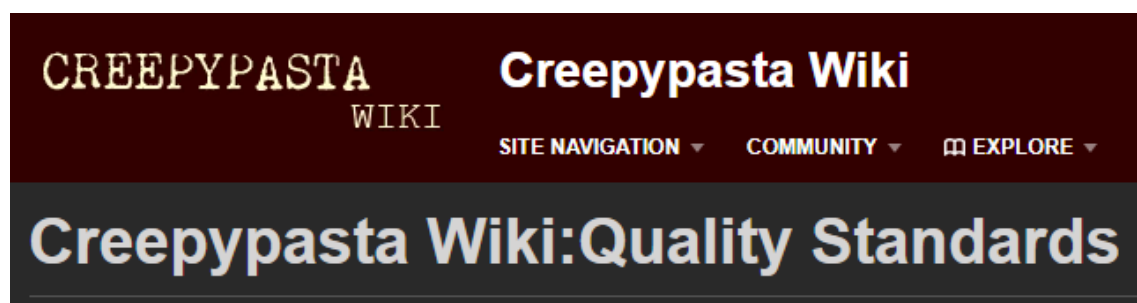 CREEPYPASTA
WIKI
Creepypasta Wiki
SITE NAVIGATION COMMUNITY EXPLORE
Creepypasta Wiki:Quality Standards